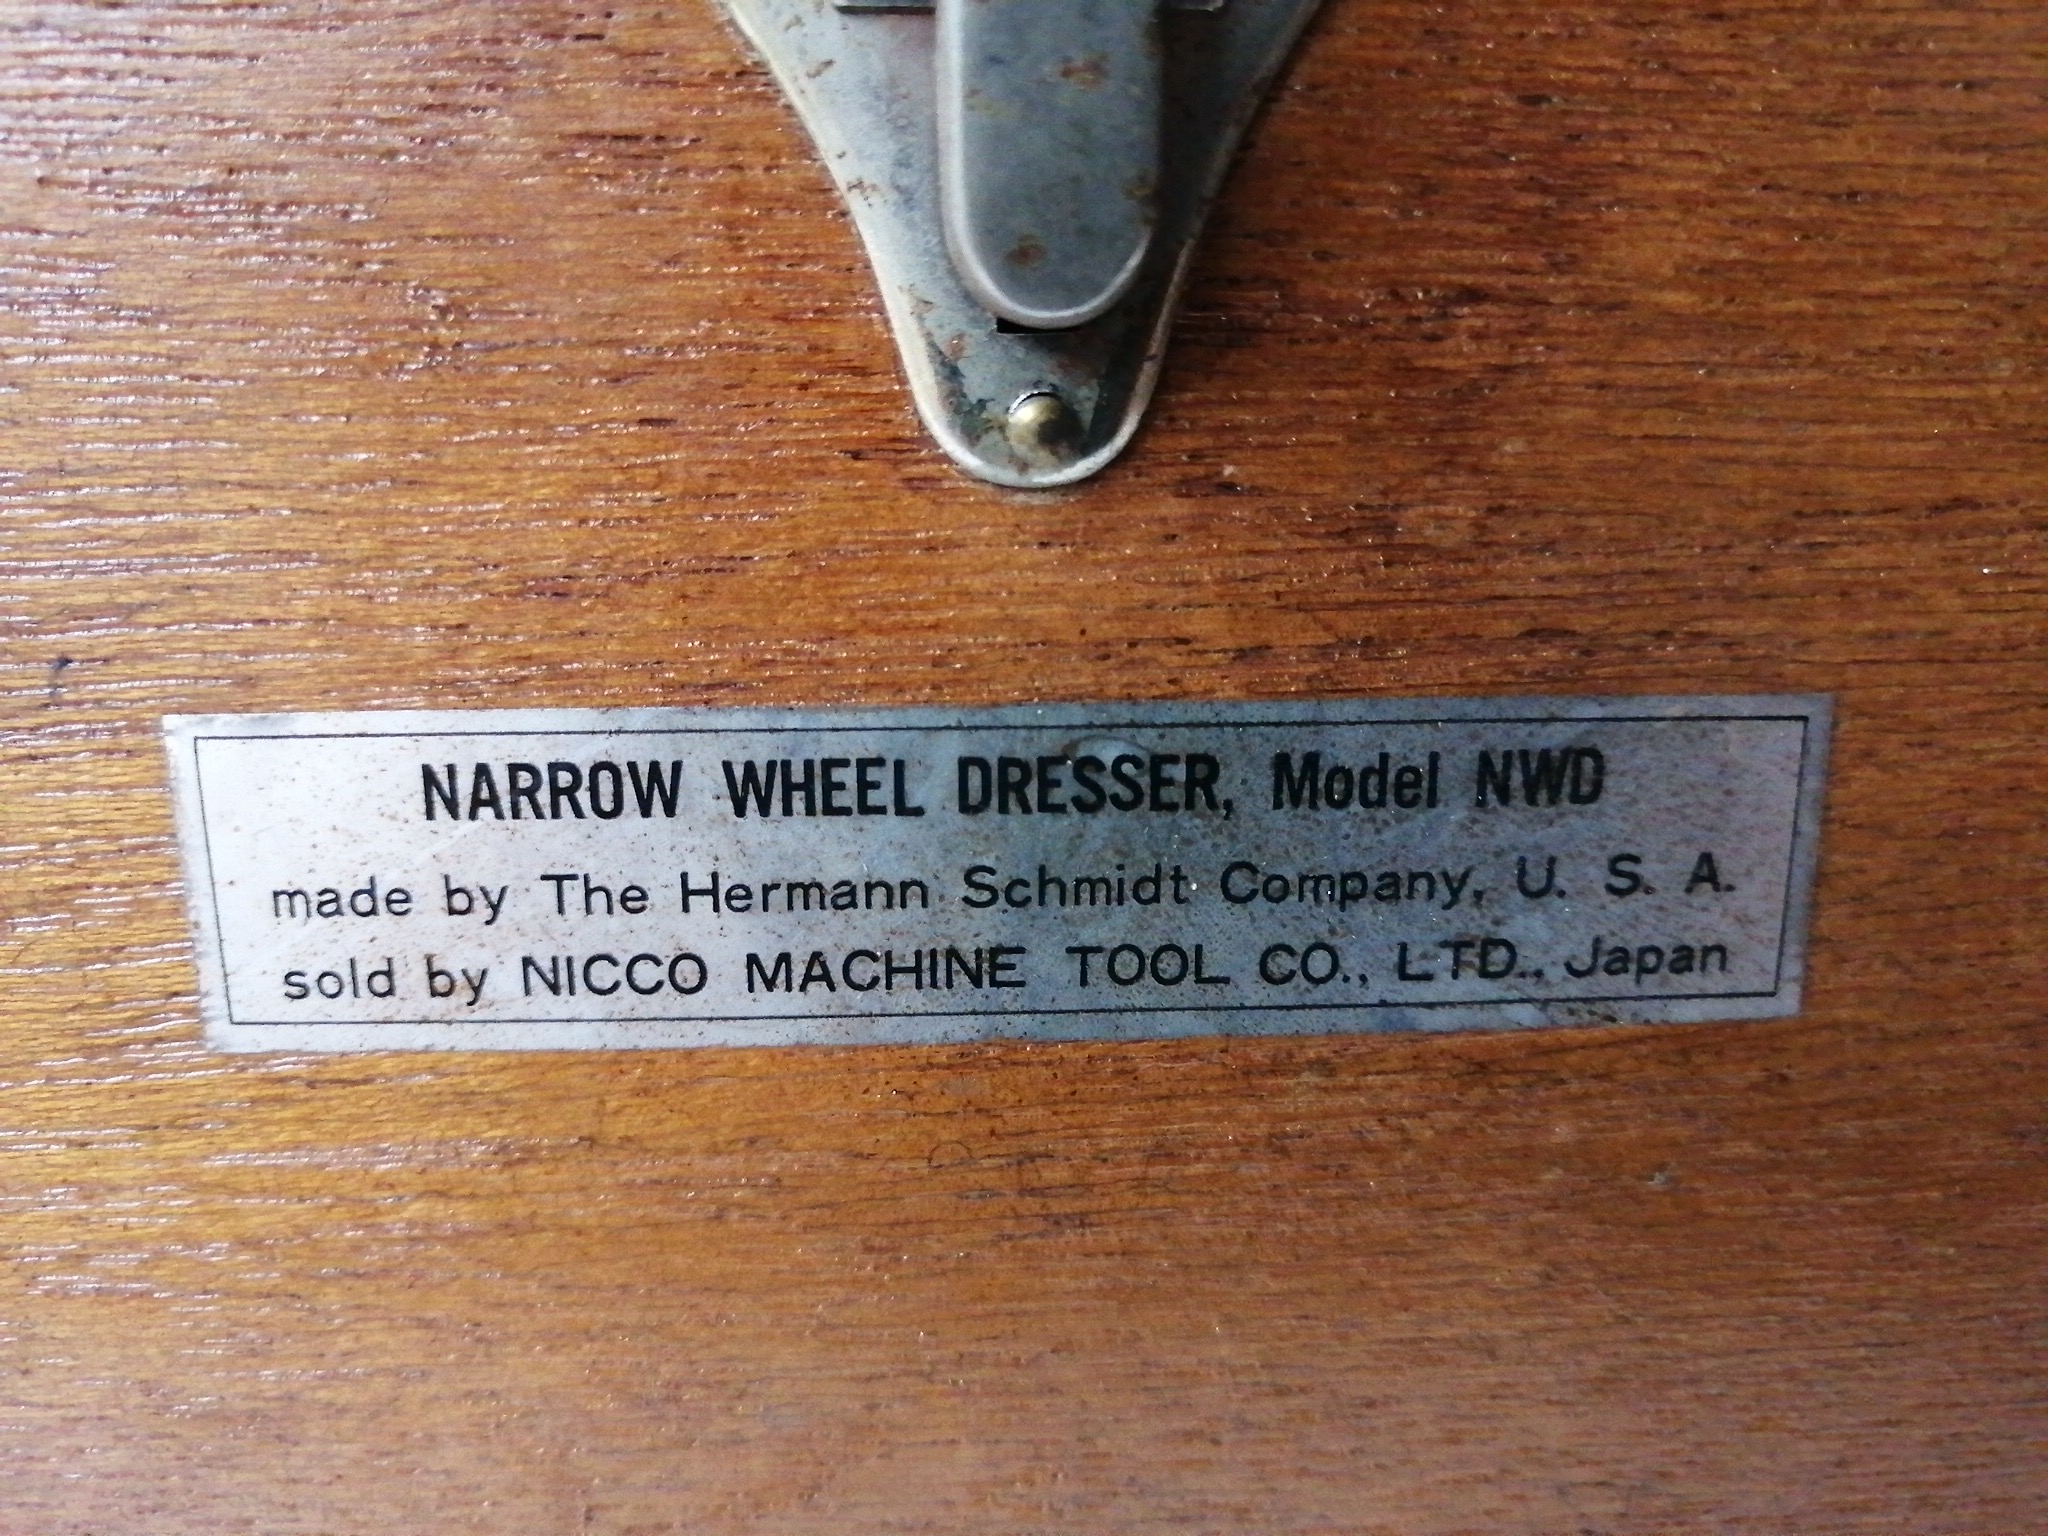 NARROW WHEEL DRESSER, Model NWD
made by The Hermann Schmidt Company, U. S. A.
sold by NICCO MACHINE TOOL CO., LTD., Japan